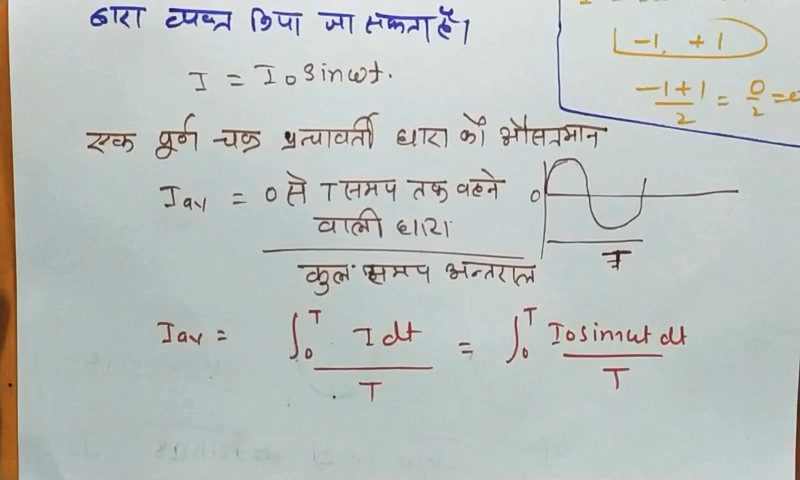 द्वारा व्यक्त किया जा सकता है।
I = I₀ sinωt.
एक पूर्ण चक्र प्रत्यावर्ती धारा को औसतमान
Iav = 0 से T समय तक वहने
वाली धारा
कुल समय अन्तराल
0
T
Iav = ∫₀ᵀ I dt / T = ∫₀ᵀ I₀ sinωt dt / T
-1, +1
-1+1 / 2 = 0/2 =